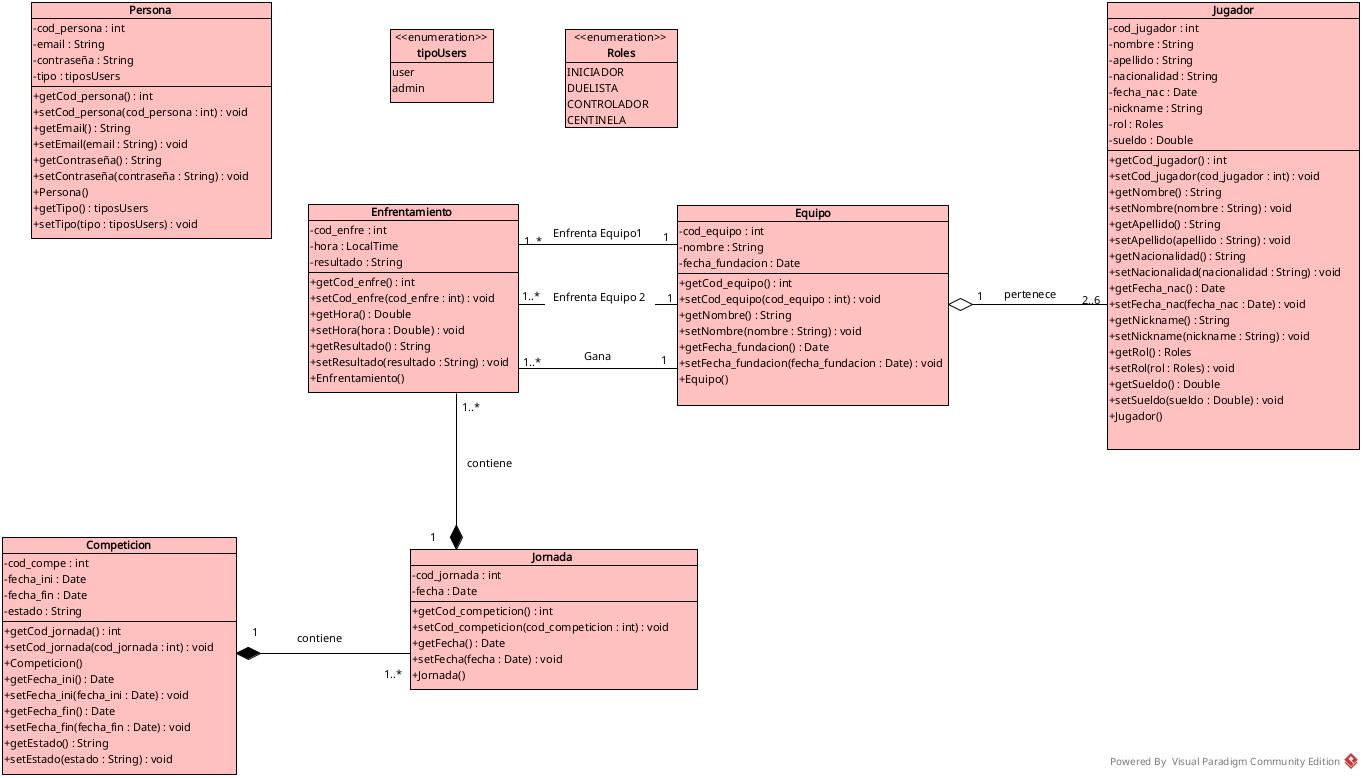 Persona
-cod_persona : int
-email : String
-contraseña : String
-tipo : tiposUsers
+getCod_persona() : int
+setCod_persona(cod_persona : int) : void
+getEmail() : String
+setEmail(email : String) : void
+getContraseña() : String
+setContraseña(contraseña : String) : void
+Persona()
+getTipo() : tiposUsers
+setTipo(tipo : tiposUsers) : void
<<enumeration>>
tipoUsers
user
admin
<<enumeration>>
Roles
INICIADOR
DUELISTA
CONTROLADOR
CENTINELA
Jugador
-cod_jugador : int
-nombre : String
-apellido : String
-nacionalidad : String
-fecha_nac : Date
-nickname : String
-rol : Roles
-sueldo : Double
+getCod_jugador() : int
+setCod_jugador(cod_jugador : int) : void
+getNombre() : String
+setNombre(nombre : String) : void
+getApellido() : String
+setApellido(apellido : String) : void
+getNacionalidad() : String
+setNacionalidad(nacionalidad : String) : void
+getFecha_nac() : Date
+setFecha_nac(fecha_nac : Date) : void
+getNickname() : String
+setNickname(nickname : String) : void
+getRol() : Roles
+setRol(rol : Roles) : void
+getSueldo() : Double
+setSueldo(sueldo : Double) : void
+Jugador()
Enfrentamiento
-cod_enfre : int
-hora : LocalTime
-resultado : String
+getCod_enfre() : int
+setCod_enfre(cod_enfre : int) : void
+getHora() : Double
+setHora(hora : Double) : void
+getResultado() : String
+setResultado(resultado : String) : void
+Enfrentamiento()
1..* Enfrenta Equipo1 1
1..* Enfrenta Equipo 2 1
1..* Gana 1
Equipo
-cod_equipo : int
-nombre : String
-fecha_fundacion : Date
+getCod_equipo() : int
+setCod_equipo(cod_equipo : int) : void
+getNombre() : String
+setNombre(nombre : String) : void
+getFecha_fundacion() : Date
+setFecha_fundacion(fecha_fundacion : Date) : void
+Equipo()
1 pertenece 2..6
1..*
contiene
1
Competicion
-cod_compe : int
-fecha_ini : Date
-fecha_fin : Date
-estado : String
+getCod_jornada() : int
+setCod_jornada(cod_jornada : int) : void
+Competicion()
+getFecha_ini() : Date
+setFecha_ini(fecha_ini : Date) : void
+getFecha_fin() : Date
+setFecha_fin(fecha_fin : Date) : void
+getEstado() : String
+setEstado(estado : String) : void
1
contiene
1..*
Jornada
-cod_jornada : int
-fecha : Date
+getCod_competicion() : int
+setCod_competicion(cod_competicion : int) : void
+getFecha() : Date
+setFecha(fecha : Date) : void
+Jornada()
Powered By Visual Paradigm Community Edition